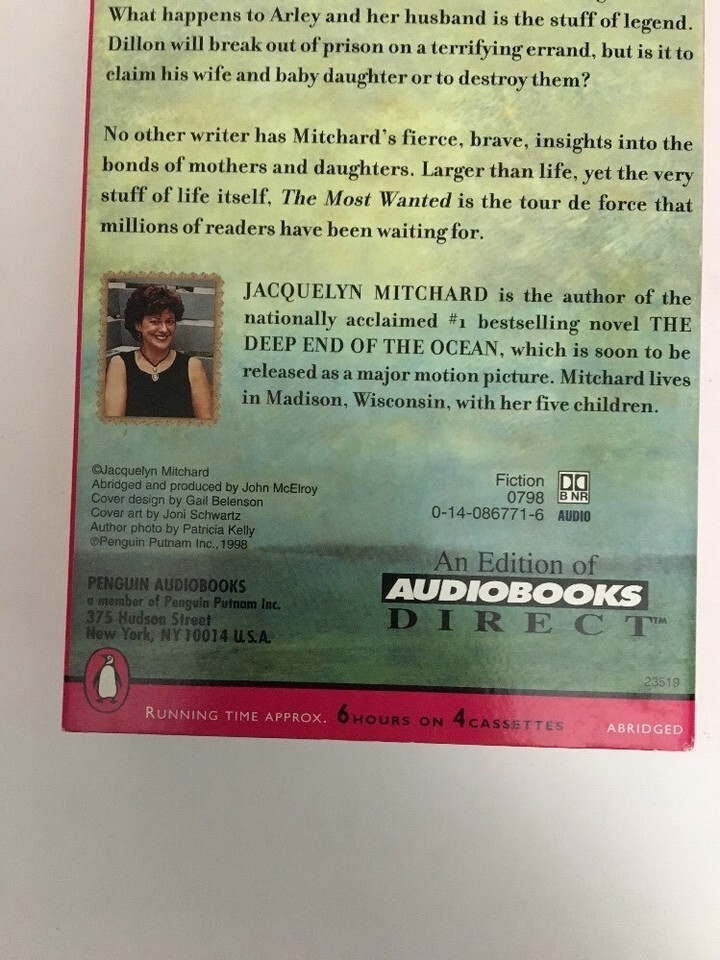 What happens to Arley and her husband is the stuff of legend.
Dillon will break out of prison on a terrifying errand, but is it to
claim his wife and baby daughter or to destroy them?
No other writer has Mitchard's fierce, brave, insights into the
bonds of mothers and daughters. Larger than life, yet the very
stuff of life itself, The Most Wanted is the tour de force that
millions of readers have been waiting for.
JACQUELYN MITCHARD is the author of the
nationally acclaimed #1 bestselling novel THE
DEEP END OF THE OCEAN, which is soon to be
released as a major motion picture. Mitchard lives
in Madison, Wisconsin, with her five children.
©Jacquelyn Mitchard
Abridged and produced by John McElroy
Cover design by Gail Belenson
Cover art by Joni Schwartz
Author photo by Patricia Kelly
℗Penguin Putnam Inc., 1998
Fiction
0798
0-14-086771-6
B NR
AUDIO
PENGUIN AUDIOBOOKS
a member of Penguin Putnam Inc.
375 Hudson Street
New York, NY 10014 U.S.A.
An Edition of
AUDIOBOOKS
DIRECT™
23519
RUNNING TIME APPROX. 6 HOURS ON 4 CASSETTES
ABRIDGED